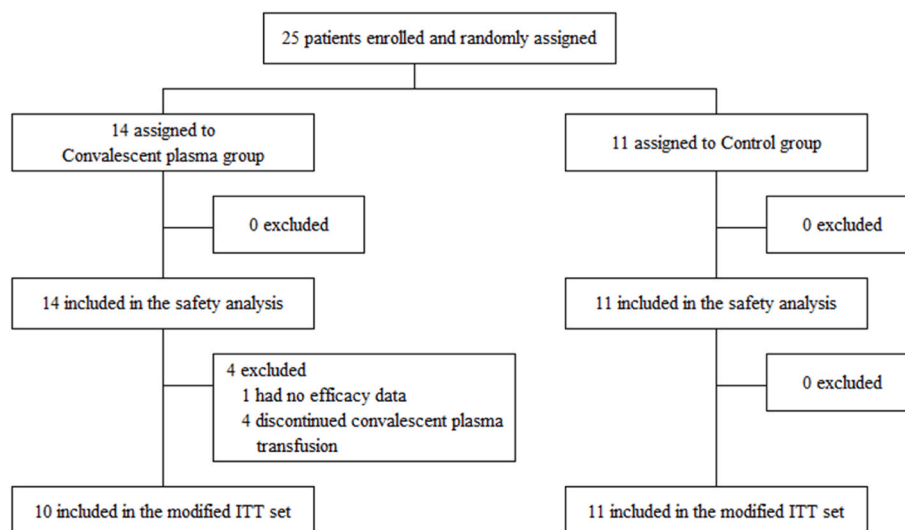 25 patients enrolled and randomly assigned
14 assigned to
Convalescent plasma group
11 assigned to Control group
0 excluded
0 excluded
14 included in the safety analysis
11 included in the safety analysis
4 excluded
1 had no efficacy data
4 discontinued convalescent plasma
transfusion
0 excluded
10 included in the modified ITT set
11 included in the modified ITT set